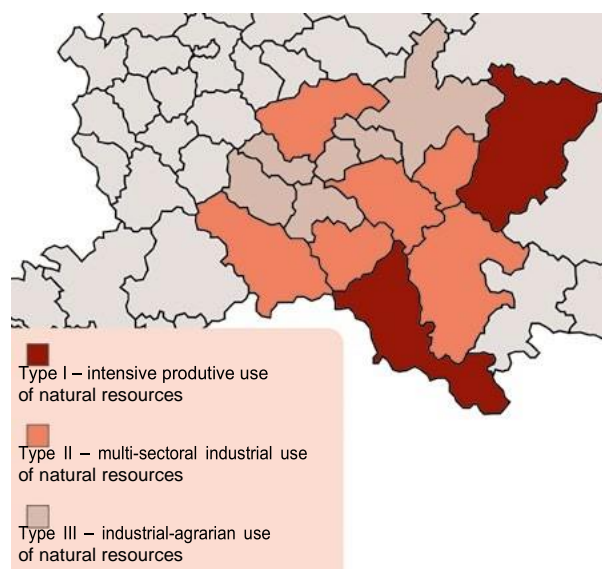 Type I – intensive produtive use
of natural resources
Type II – multi-sectoral industrial use
of natural resources
Type III – industrial-agrarian use
of natural resources